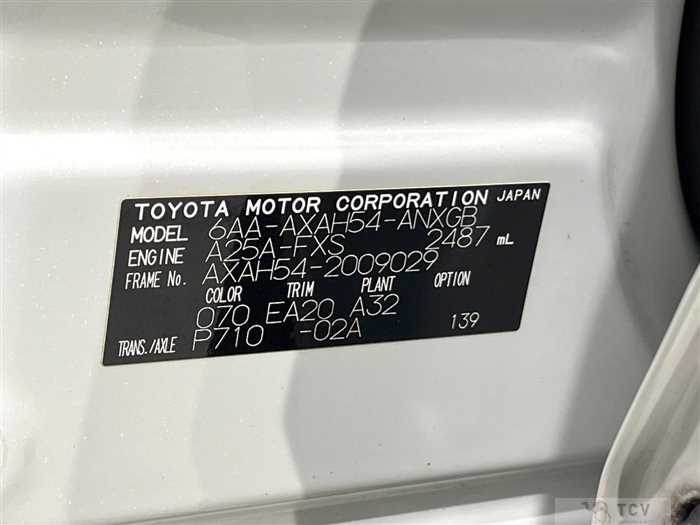 TOYOTA MOTOR CORPORATION JAPAN
MODEL 6AA-AXAH54-ANXGB
ENGINE A25A-FXS 2487 mL
FRAME No. AXAH54-2009029
COLOR TRIM PLANT OPTION
070 EA20 A32
TRANS./AXLE P710 -02A 139
TCV